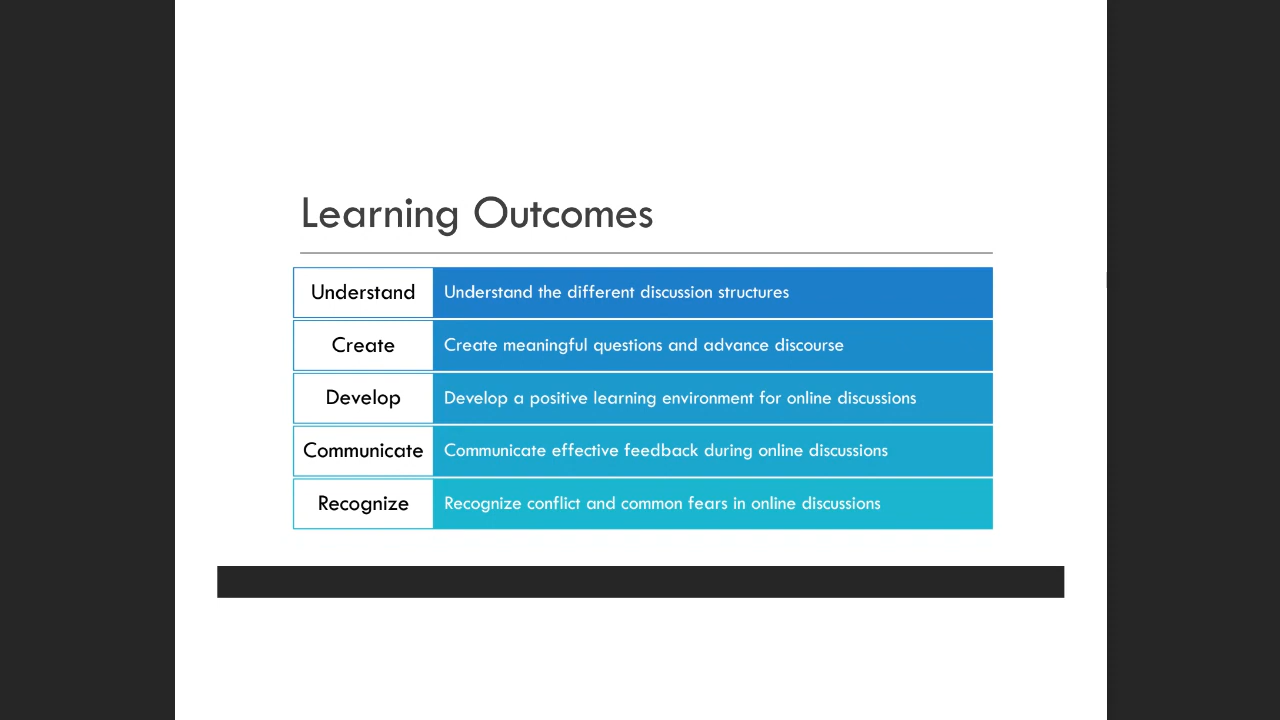 Learning Outcomes
Understand
Understand the different discussion structures
Create
Create meaningful questions and advance discourse
Develop
Develop a positive learning environment for online discussions
Communicate
Communicate effective feedback during online discussions
Recognize
Recognize conflict and common fears in online discussions